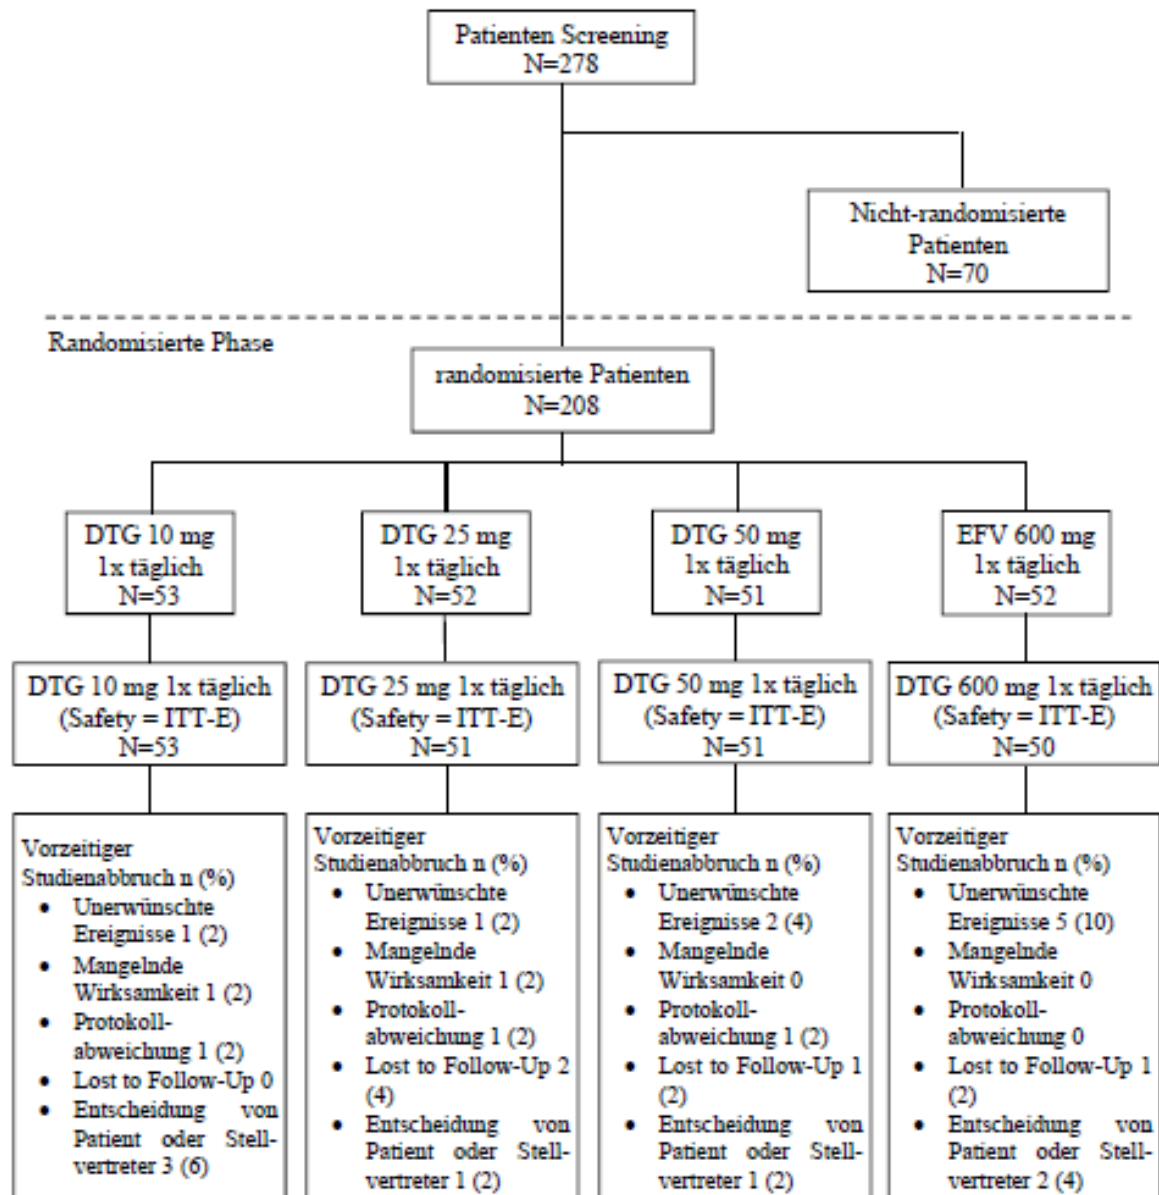 Patienten Screening
N=278
Nicht-randomisierte
Patienten
N=70
Randomisierte Phase
randomisierte Patienten
N=208
DTG 10 mg
1x täglich
N=53
DTG 25 mg
1x täglich
N=52
DTG 50 mg
1x täglich
N=51
EFV 600 mg
1x täglich
N=52
DTG 10 mg 1x täglich
(Safety = ITT-E)
N=53
DTG 25 mg 1x täglich
(Safety = ITT-E)
N=51
DTG 50 mg 1x täglich
(Safety = ITT-E)
N=51
DTG 600 mg 1x täglich
(Safety = ITT-E)
N=50
Vorzeitiger
Studienabbruch n (%)
• Unerwünschte
Ereignisse 1 (2)
• Mangelnde
Wirksamkeit 1 (2)
• Protokoll-
abweichung 1 (2)
• Lost to Follow-Up 0
• Entscheidung von
Patient oder Stell-
vertreter 3 (6)
Vorzeitiger
Studienabbruch n (%)
• Unerwünschte
Ereignisse 1 (2)
• Mangelnde
Wirksamkeit 1 (2)
• Protokoll-
abweichung 1 (2)
• Lost to Follow-Up 2
(4)
• Entscheidung von
Patient oder Stell-
vertreter 1 (2)
Vorzeitiger
Studienabbruch n (%)
• Unerwünschte
Ereignisse 2 (4)
• Mangelnde
Wirksamkeit 0
• Protokoll-
abweichung 1 (2)
• Lost to Follow-Up 1
(2)
• Entscheidung von
Patient oder Stell-
vertreter 1 (2)
Vorzeitiger
Studienabbruch n (%)
• Unerwünschte
Ereignisse 5 (10)
• Mangelnde
Wirksamkeit 0
• Protokoll-
abweichung 0
• Lost to Follow-Up 1
(2)
• Entscheidung von
Patient oder Stell-
vertreter 2 (4)